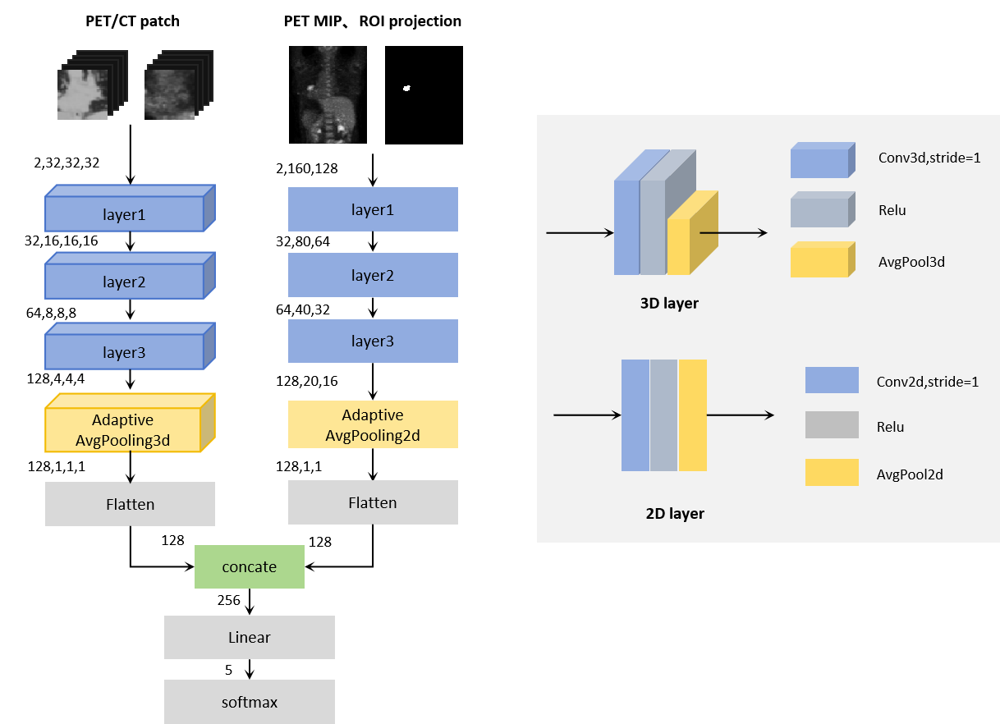 PET/CT patch
2,32,32,32
layer1
32,16,16,16
layer2
64,8,8,8
layer3
128,4,4,4
Adaptive
AvgPooling3d
128,1,1,1
Flatten
128
PET MIP、ROI projection
2,160,128
layer1
32,80,64
layer2
64,40,32
layer3
128,20,16
Adaptive
AvgPooling2d
128,1,1
Flatten
128
concate
256
Linear
5
softmax
Conv3d,stride=1
Relu
AvgPool3d
3D layer
Conv2d,stride=1
Relu
AvgPool2d
2D layer